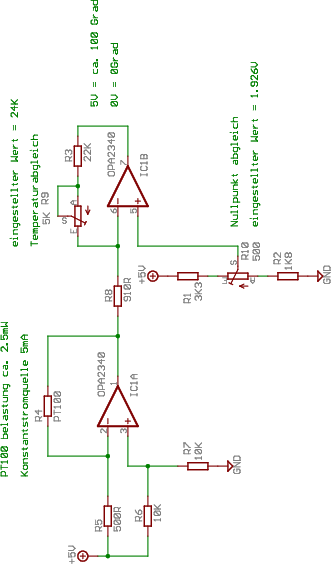 PT100 belastung ca. 2.5mW
Konstantstromquelle 5mA
eingestellter Wert = 24K
Temperaturabgleich
5V = ca. 100 Grad
0V = 0Grad
Nullpunkt abgleich
eingestellter Wert = 1.926V
R4
PT100
OPA2340
IC1A
1
2
3
R5
500R
R6
10K
R7
10K
GND
+5V
R8
910R
R9
5K
A
S
E
R3
22K
OPA2340
IC1B
7
6
5
+5V
R1
3K3
R10
500
S
E
A
R2
1K8
GND